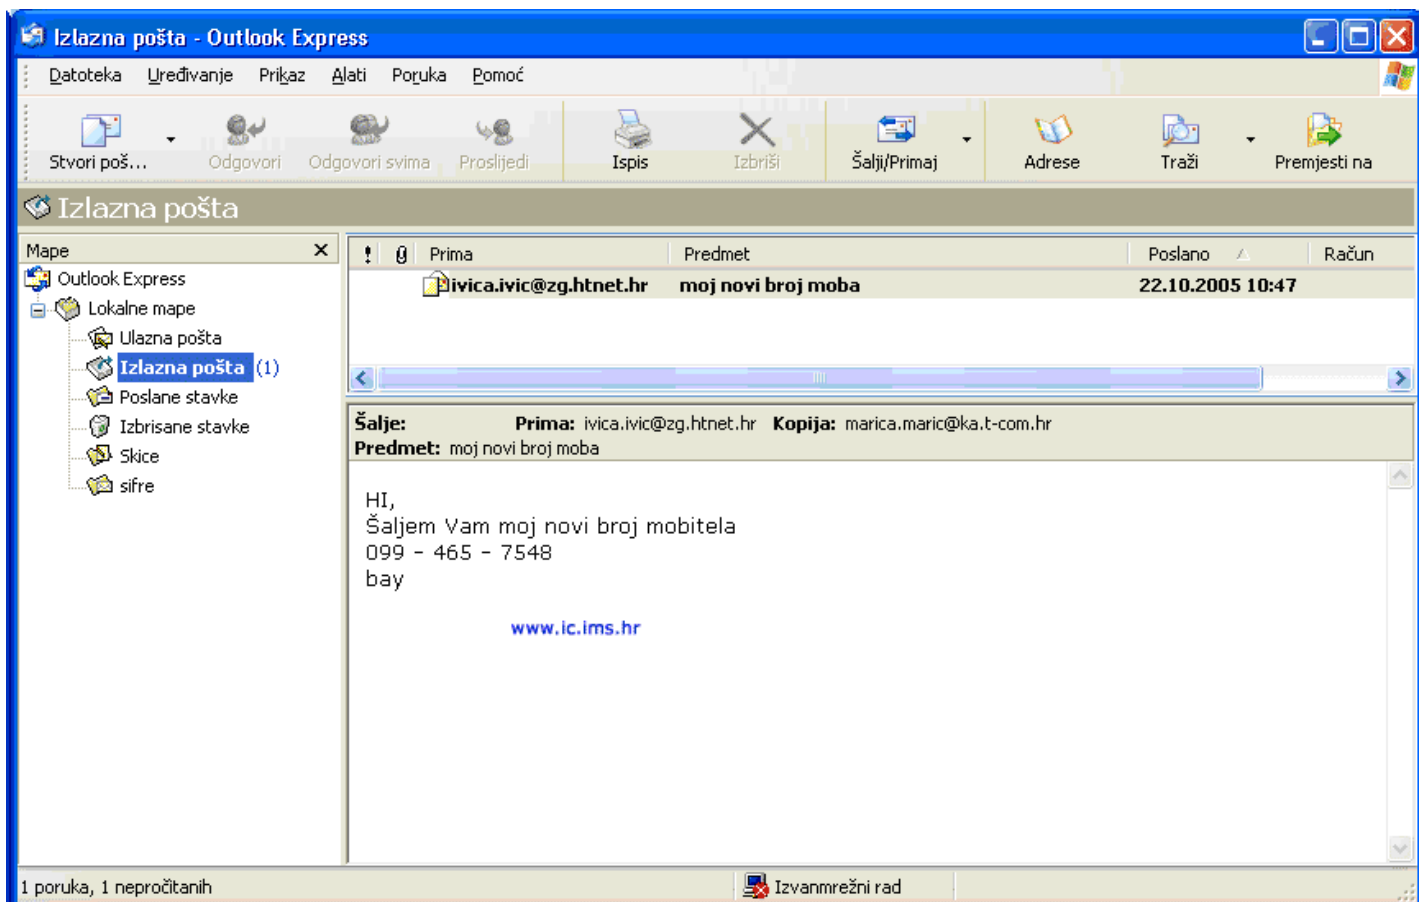 Izlazna pošta - Outlook Express
Datoteka Uređivanje Prikaz Alati Poruka Pomoć
Stvori poš... Odgovori Odgovori svima Proslijedi Ispis Izbriši Šalji/Primaj Adrese Traži Premjesti na
Izlazna pošta
Mape
Outlook Express
Lokalne mape
Ulazna pošta
Izlazna pošta (1)
Poslane stavke
Izbrisane stavke
Skice
sifre
! Prima Predmet Poslano Račun
ivica.ivic@zg.htnet.hr moj novi broj moba 22.10.2005 10:47
Šalje: Prima: ivica.ivic@zg.htnet.hr Kopija: marica.maric@ka.t-com.hr
Predmet: moj novi broj moba
HI,
Šaljem Vam moj novi broj mobitela
099 - 465 - 7548
bay
www.ic.ims.hr
1 poruka, 1 nepročitanih Izvanmrežni rad